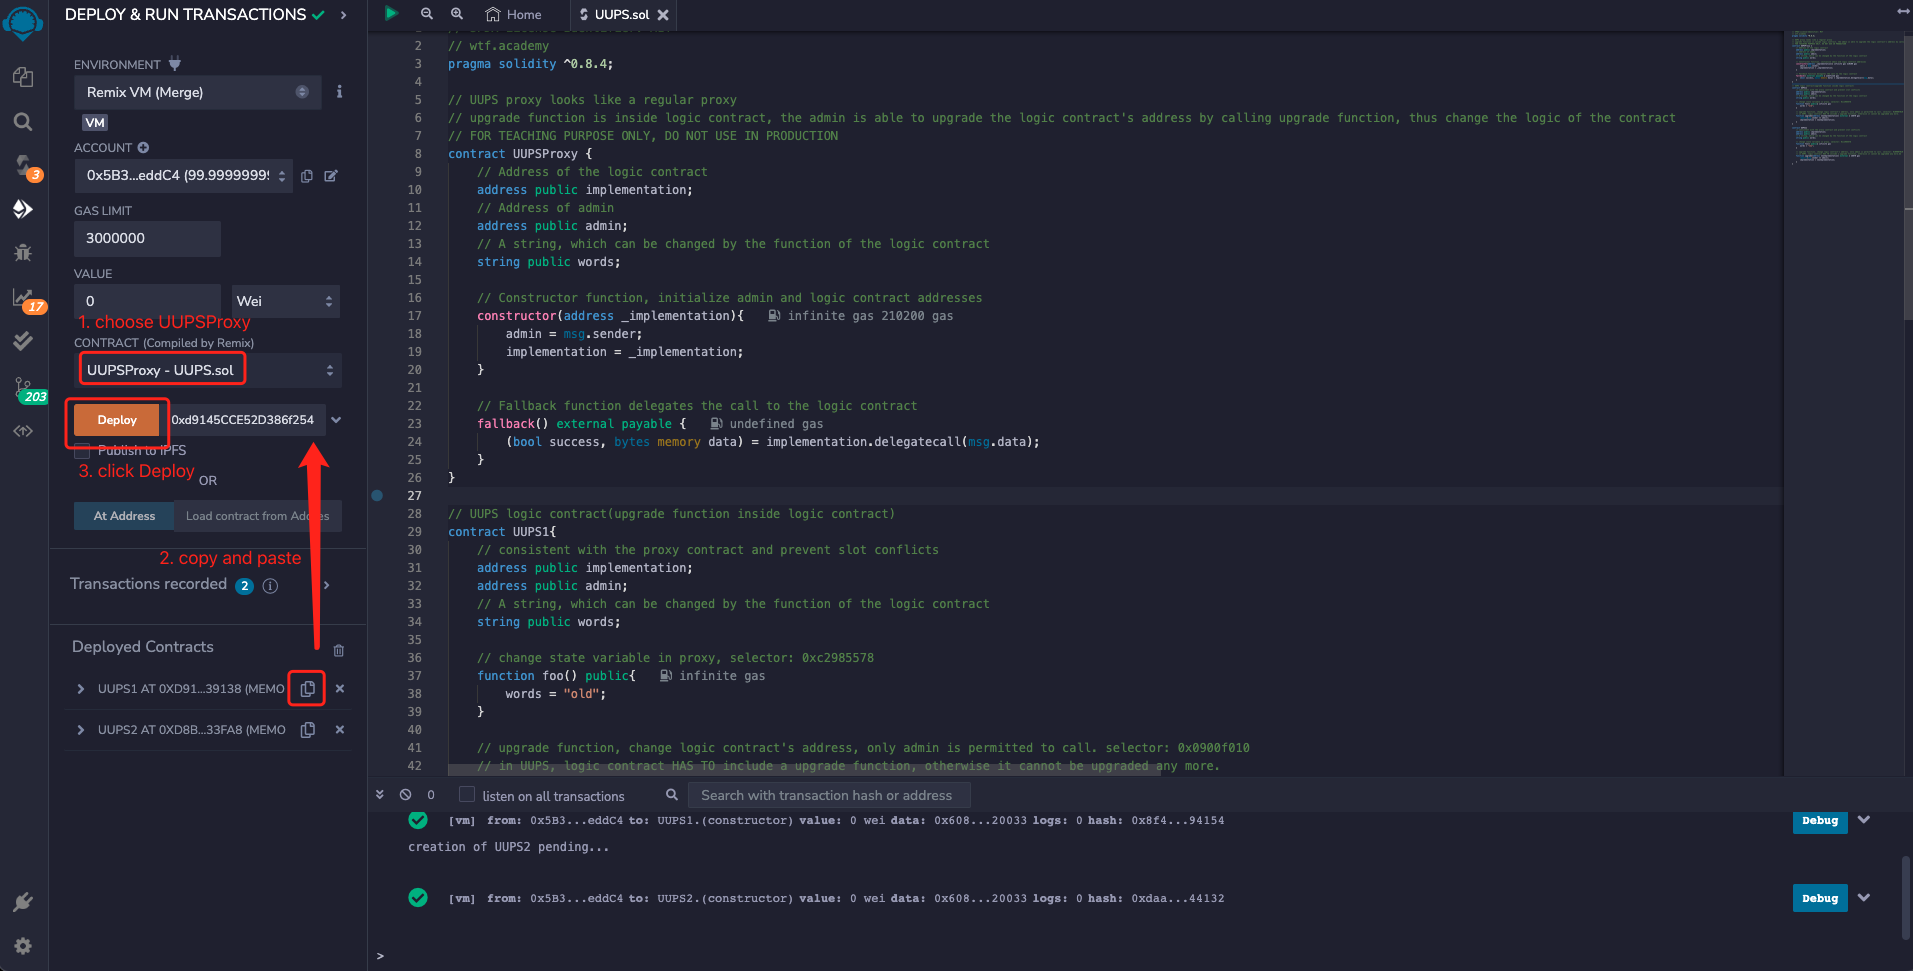 DEPLOY & RUN TRANSACTIONS
ENVIRONMENT
Remix VM (Merge)
VM
ACCOUNT
0x5B3...eddC4 (99.99999999
GAS LIMIT
3000000
VALUE
0
Wei
1. choose UUPSProxy
CONTRACT (Compiled by Remix)
UUPSProxy - UUPS.sol
Deploy
0xd9145CCE52D386f254
Publish to IPFS
3. click Deploy
OR
At Address
Load contract from Addres
2. copy and paste
Transactions recorded 2
Deployed Contracts
UUPS1 AT 0XD91...39138 (MEMO
UUPS2 AT 0XD8B...33FA8 (MEMO
3
17
203
Home
UUPS.sol
2 // wtf.academy
3 pragma solidity ^0.8.4;
4
5 // UUPS proxy looks like a regular proxy
6 // upgrade function is inside logic contract, the admin is able to upgrade the logic contract's address by calling upgrade function, thus change the logic of the contract
7 // FOR TEACHING PURPOSE ONLY, DO NOT USE IN PRODUCTION
8 contract UUPSProxy {
9 // Address of the logic contract
10 address public implementation;
11 // Address of admin
12 address public admin;
13 // A string, which can be changed by the function of the logic contract
14 string public words;
15
16 // Constructor function, initialize admin and logic contract addresses
17 constructor(address _implementation){ infinite gas 210200 gas
18 admin = msg.sender;
19 implementation = _implementation;
20 }
21
22 // Fallback function delegates the call to the logic contract
23 fallback() external payable { undefined gas
24 (bool success, bytes memory data) = implementation.delegatecall(msg.data);
25 }
26 }
27
28 // UUPS logic contract(upgrade function inside logic contract)
29 contract UUPS1{
30 // consistent with the proxy contract and prevent slot conflicts
31 address public implementation;
32 address public admin;
33 // A string, which can be changed by the function of the logic contract
34 string public words;
35
36 // change state variable in proxy, selector: 0xc2985578
37 function foo() public{ infinite gas
38 words = "old";
39 }
40
41 // upgrade function, change logic contract's address, only admin is permitted to call. selector: 0x0900f010
42 // in UUPS, logic contract HAS TO include a upgrade function, otherwise it cannot be upgraded any more.
0
listen on all transactions
Search with transaction hash or address
[vm] from: 0x5B3...eddC4 to: UUPS1.(constructor) value: 0 wei data: 0x608...20033 logs: 0 hash: 0x8f4...94154
Debug
creation of UUPS2 pending...
[vm] from: 0x5B3...eddC4 to: UUPS2.(constructor) value: 0 wei data: 0x608...20033 logs: 0 hash: 0xdaa...44132
Debug
>